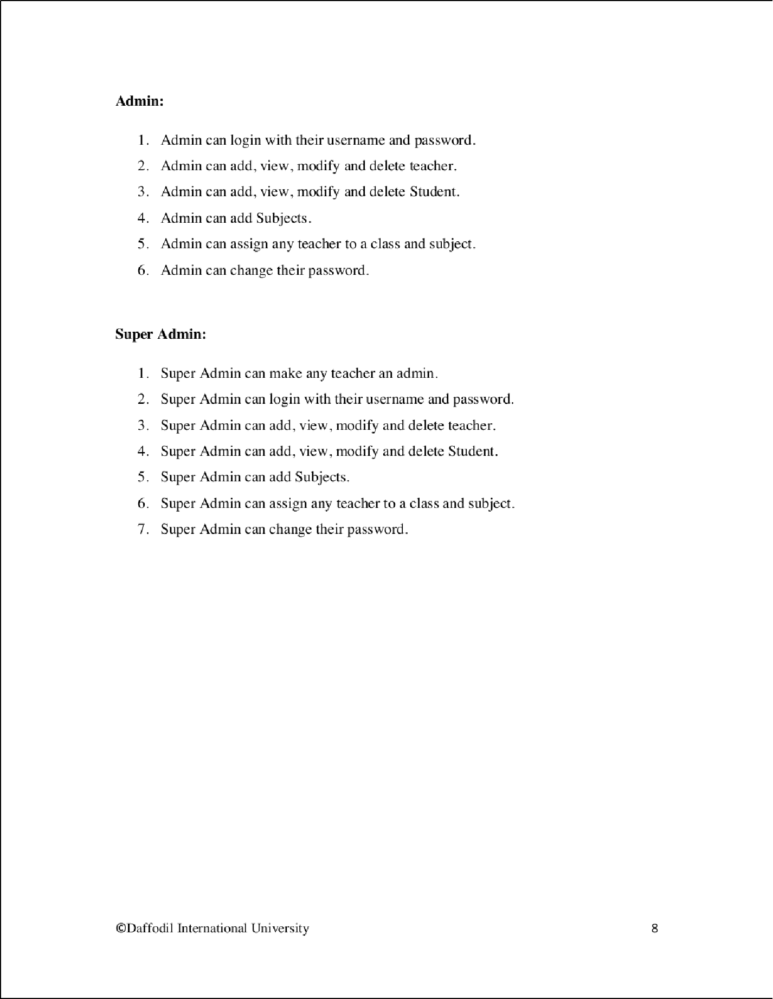 Admin:
1. Admin can login with their username and password.
2. Admin can add, view, modify and delete teacher.
3. Admin can add, view, modify and delete Student.
4. Admin can add Subjects.
5. Admin can assign any teacher to a class and subject.
6. Admin can change their password.
Super Admin:
1. Super Admin can make any teacher an admin.
2. Super Admin can login with their username and password.
3. Super Admin can add, view, modify and delete teacher.
4. Super Admin can add, view, modify and delete Student.
5. Super Admin can add Subjects.
6. Super Admin can assign any teacher to a class and subject.
7. Super Admin can change their password.
©Daffodil International University 8